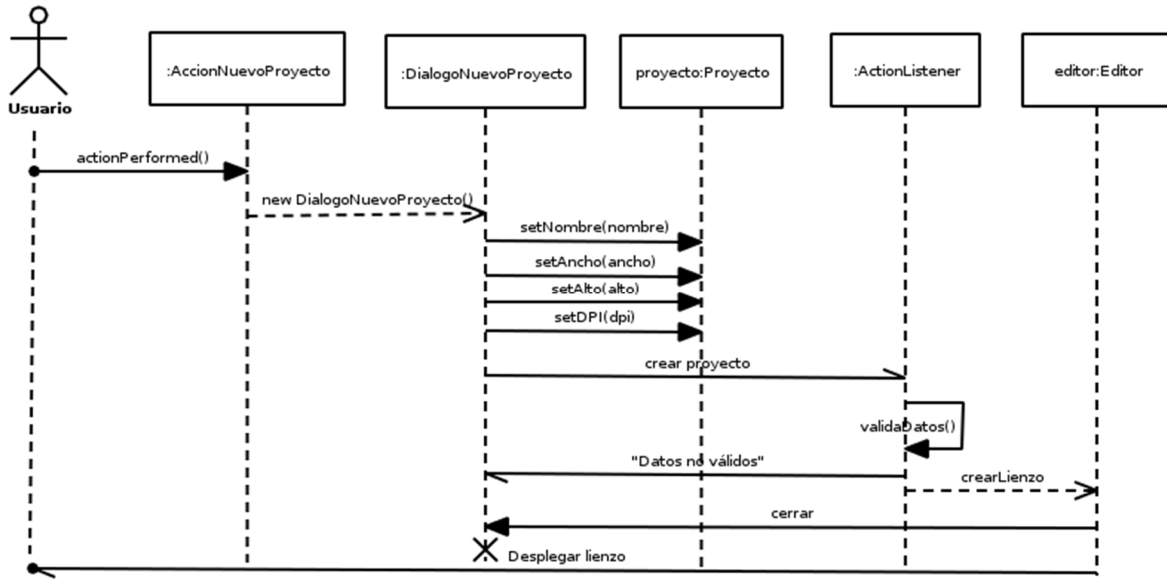 Usuario
:AccionNuevoProyecto
:DialogoNuevoProyecto
proyecto:Proyecto
:ActionListener
editor:Editor
actionPerformed()
new DialogoNuevoProyecto()
setNombre(nombre)
setAncho(ancho)
setAlto(alto)
setDPI(dpi)
crear proyecto
validaDatos()
"Datos no válidos"
crearLienzo
cerrar
Desplegar lienzo